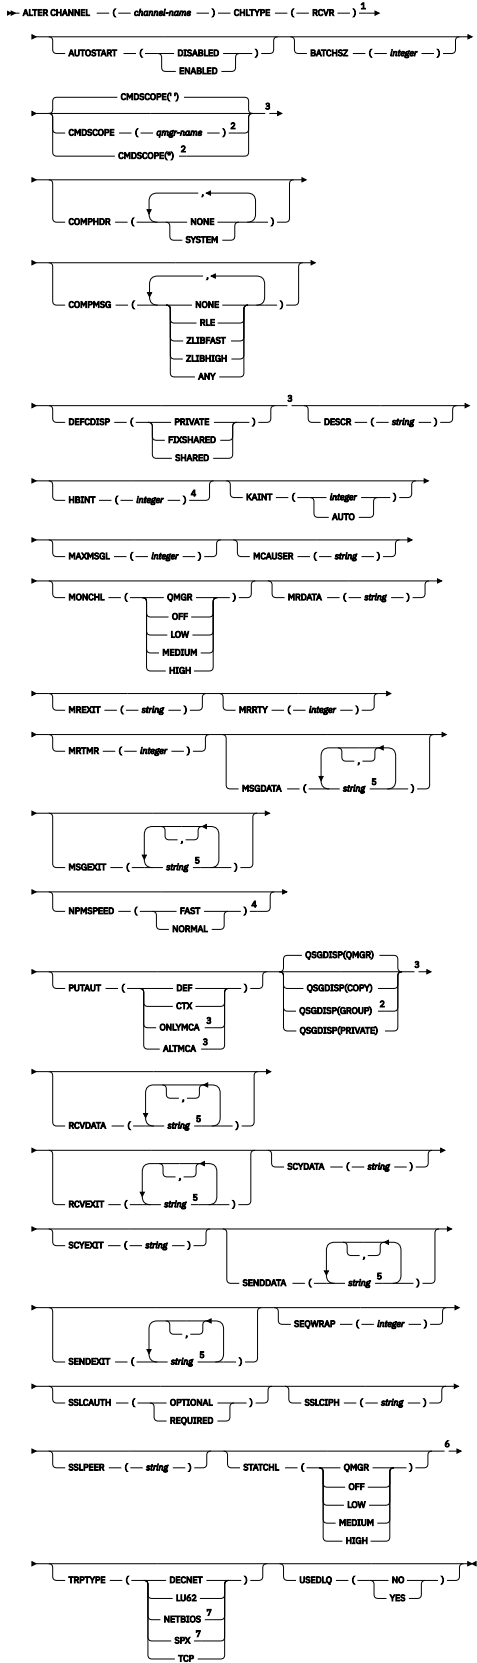 ALTER CHANNEL ( channel-name ) CHLTYPE ( RCVR ) 1
AUTOSTART ( DISABLED ) BATCHSZ ( integer )
ENABLED
CMDSCOPE(' ')
3
CMDSCOPE ( qmgr-name ) 2
CMDSCOPE(*) 2
,
COMPHDR ( NONE )
SYSTEM
,
COMPMSG ( NONE )
RLE
ZLIBFAST
ZLIBHIGH
ANY
3
DEFCDISP ( PRIVATE ) DESCR ( string )
FIXSHARED
SHARED
HBINT ( integer ) 4 KAINT ( integer )
AUTO
MAXMSGL ( integer ) MCAUSER ( string )
MONCHL ( QMGR ) MRDATA ( string )
OFF
LOW
MEDIUM
HIGH
MREXIT ( string ) MRRTY ( integer )
MRTMR ( integer )
,
MSGDATA ( string 5 )
,
MSGEXIT ( string 5 )
NPMSPEED ( FAST ) 4
NORMAL
QSGDISP(QMGR)
3
PUTAUT ( DEF ) QSGDISP(COPY)
CTX QSGDISP(GROUP) 2
ONLYMCA 3 QSGDISP(PRIVATE)
ALTMCA 3
,
RCVDATA ( string 5 )
SCYDATA ( string )
,
RCVEXIT ( string 5 )
SCYEXIT ( string )
,
SENDDATA ( string 5 )
SEQWRAP ( integer )
,
SENDEXIT ( string 5 )
SSLCAUTH ( OPTIONAL ) SSLCIPH ( string )
REQUIRED
6
SSLPEER ( string ) STATCHL ( QMGR )
OFF
LOW
MEDIUM
HIGH
TRPTYPE ( DECNET ) USEDLQ ( NO )
LU62 YES
NETBIOS 7
SPX 7
TCP